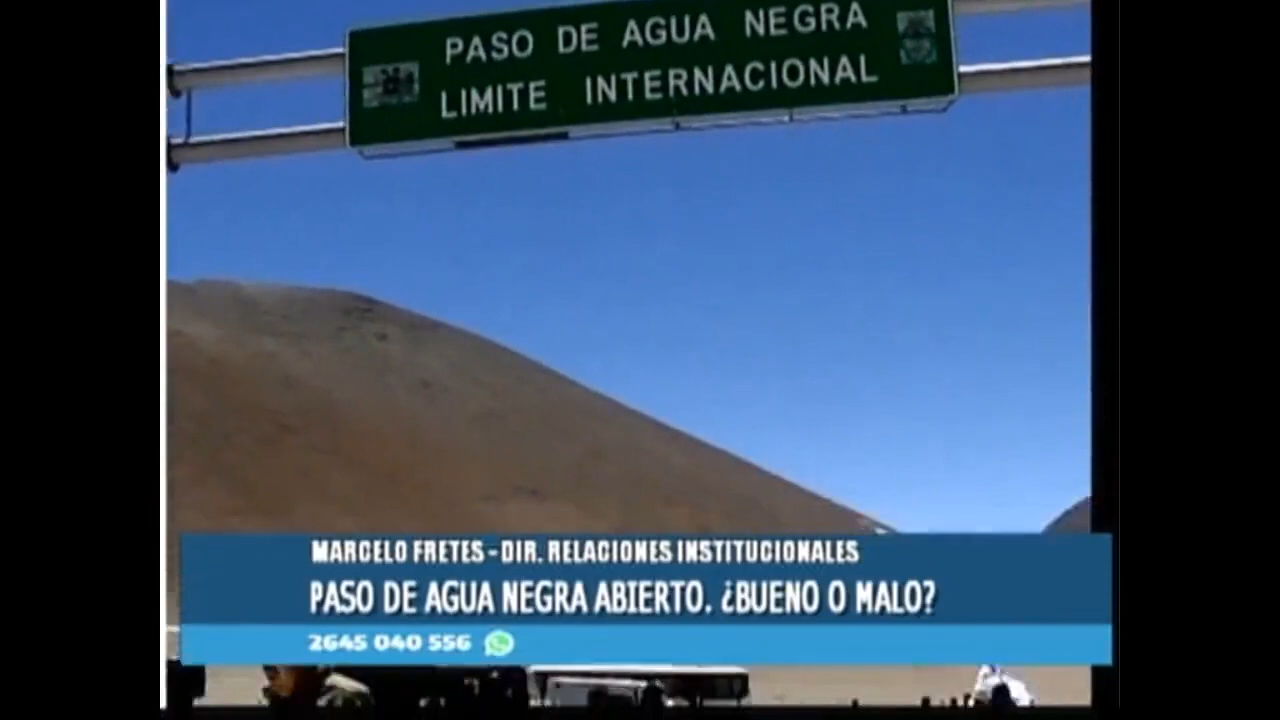 PASO DE AGUA NEGRA
LIMITE INTERNACIONAL
MARCELO FRETES - DIR. RELACIONES INSTITUCIONALES
PASO DE AGUA NEGRA ABIERTO. ¿BUENO O MALO?
2645 040 556